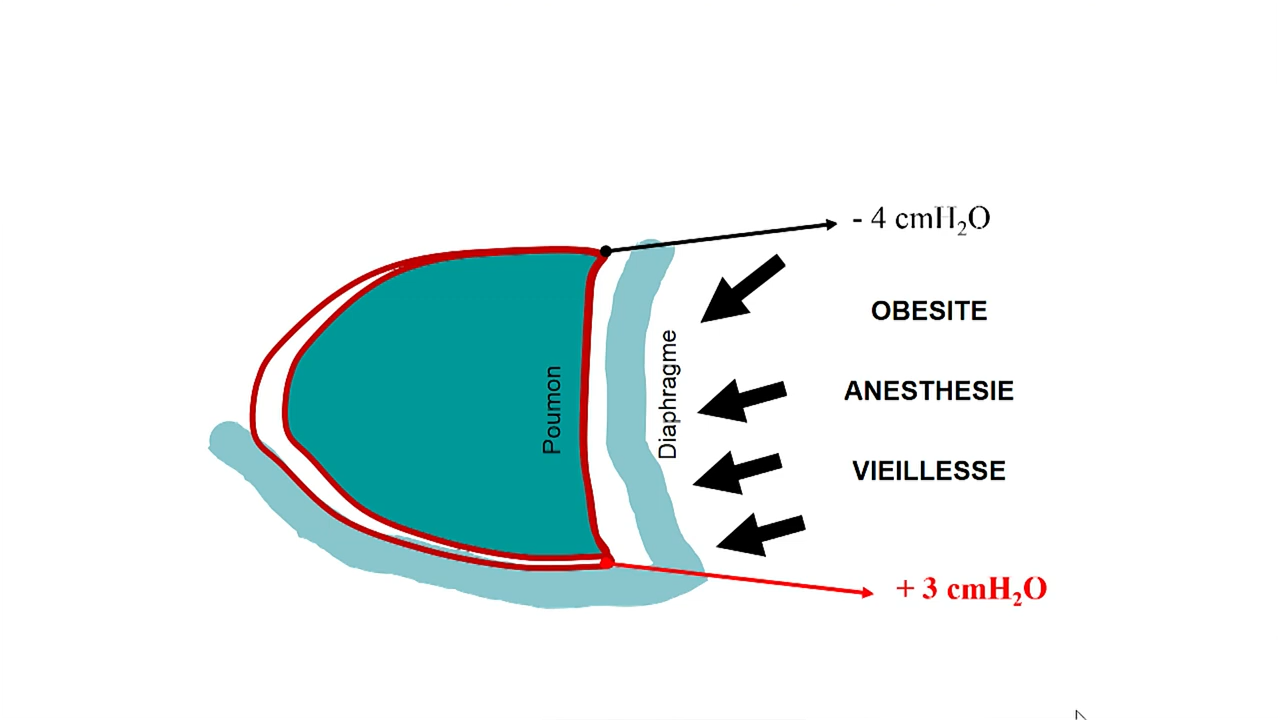 - 4 cmH₂O
OBESITE
Poumon
Diaphragme
ANESTHESIE
VIEILLESSE
+ 3 cmH₂O